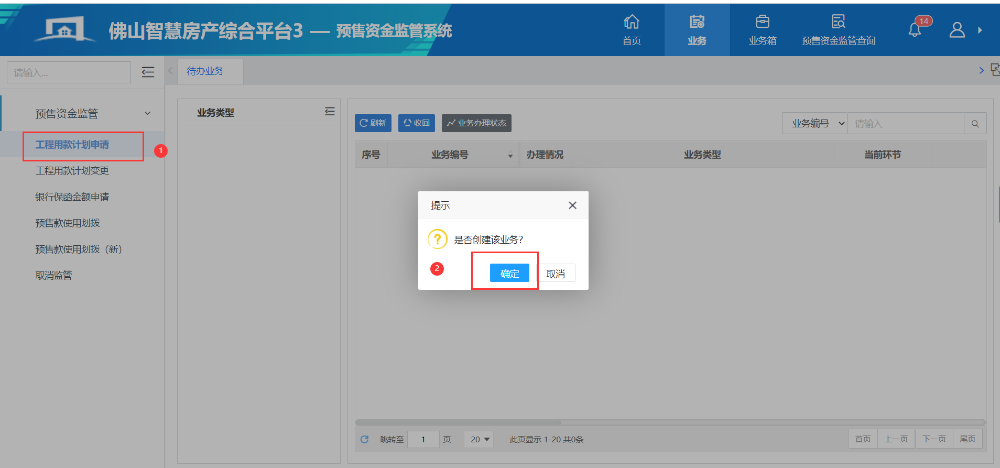 佛山智慧房产综合平台3 — 预售资金监管系统
首页
业务
业务箱
预售资金监管查询
14
请输入...
待办业务
预售资金监管
工程用款计划申请
1
工程用款计划变更
银行保函金额申请
预售款使用划拨
预售款使用划拨（新）
取消监管
业务类型
刷新
收回
业务办理状态
业务编号
请输入
序号
业务编号
办理情况
业务类型
当前环节
提示
?
是否创建该业务?
2
确定
取消
跳转至 1 页
20
此页显示 1-20 共0条
首页
上一页
下一页
尾页